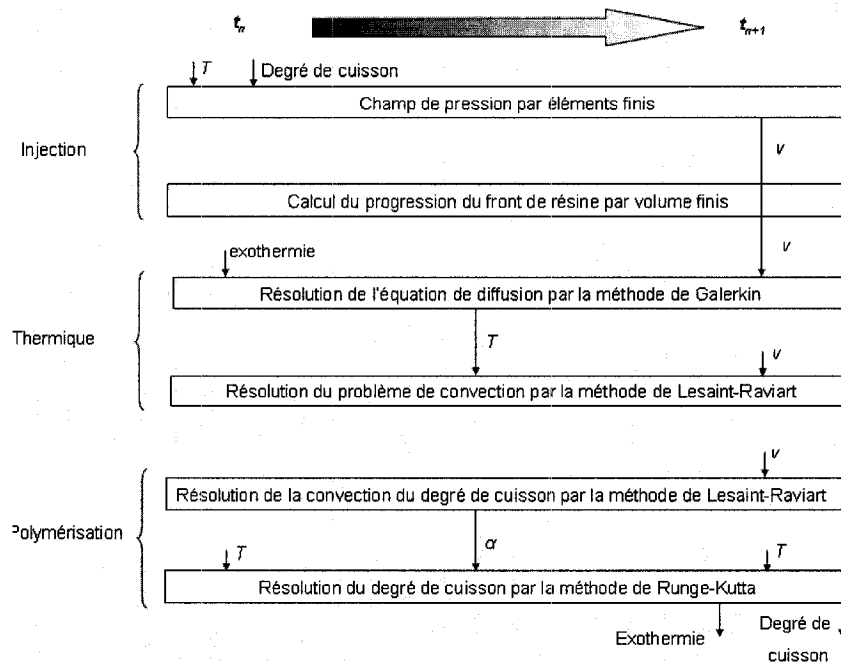 tn
tn+1
T
Degré de cuisson
Champ de pression par éléments finis
Injection
v
Calcul du progression du front de résine par volume finis
v
exothermie
Résolution de l'équation de diffusion par la méthode de Galerkin
Thermique
T
v
Résolution du problème de convection par la méthode de Lesaint-Raviart
v
Résolution de la convection du degré de cuisson par la méthode de Lesaint-Raviart
Polymérisation
α
T
T
Résolution du degré de cuisson par la méthode de Runge-Kutta
Exothermie
Degré de
cuisson